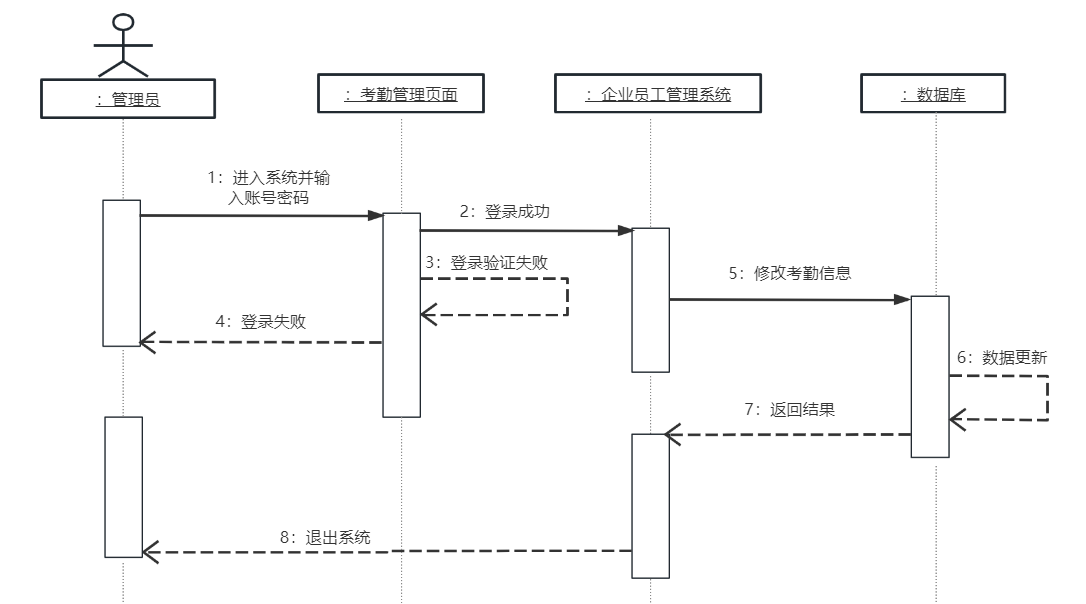 ：管理员
：考勤管理页面
：企业员工管理系统
：数据库
1：进入系统并输
入账号密码
2：登录成功
3：登录验证失败
4：登录失败
5：修改考勤信息
6：数据更新
7：返回结果
8：退出系统